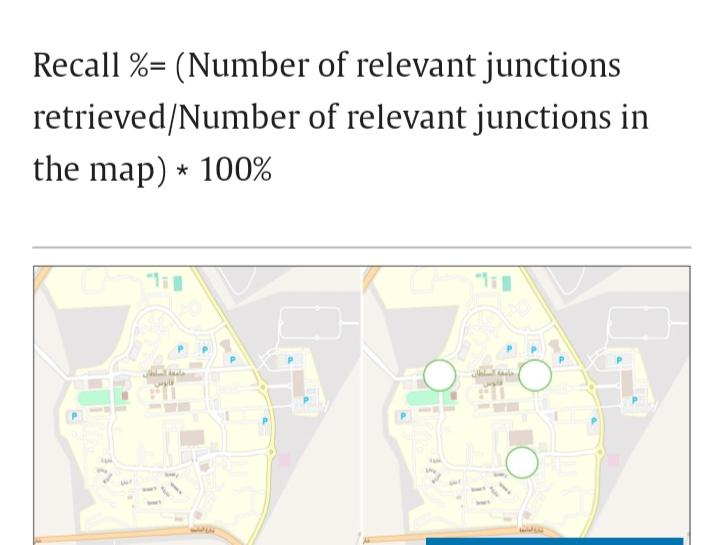 Recall %= (Number of relevant junctions
retrieved/Number of relevant junctions in
the map) * 100%
P P P P
جامعة السلطان
قابوس
P P P
P P P P
جامعة السلطان
قابوس
P P P